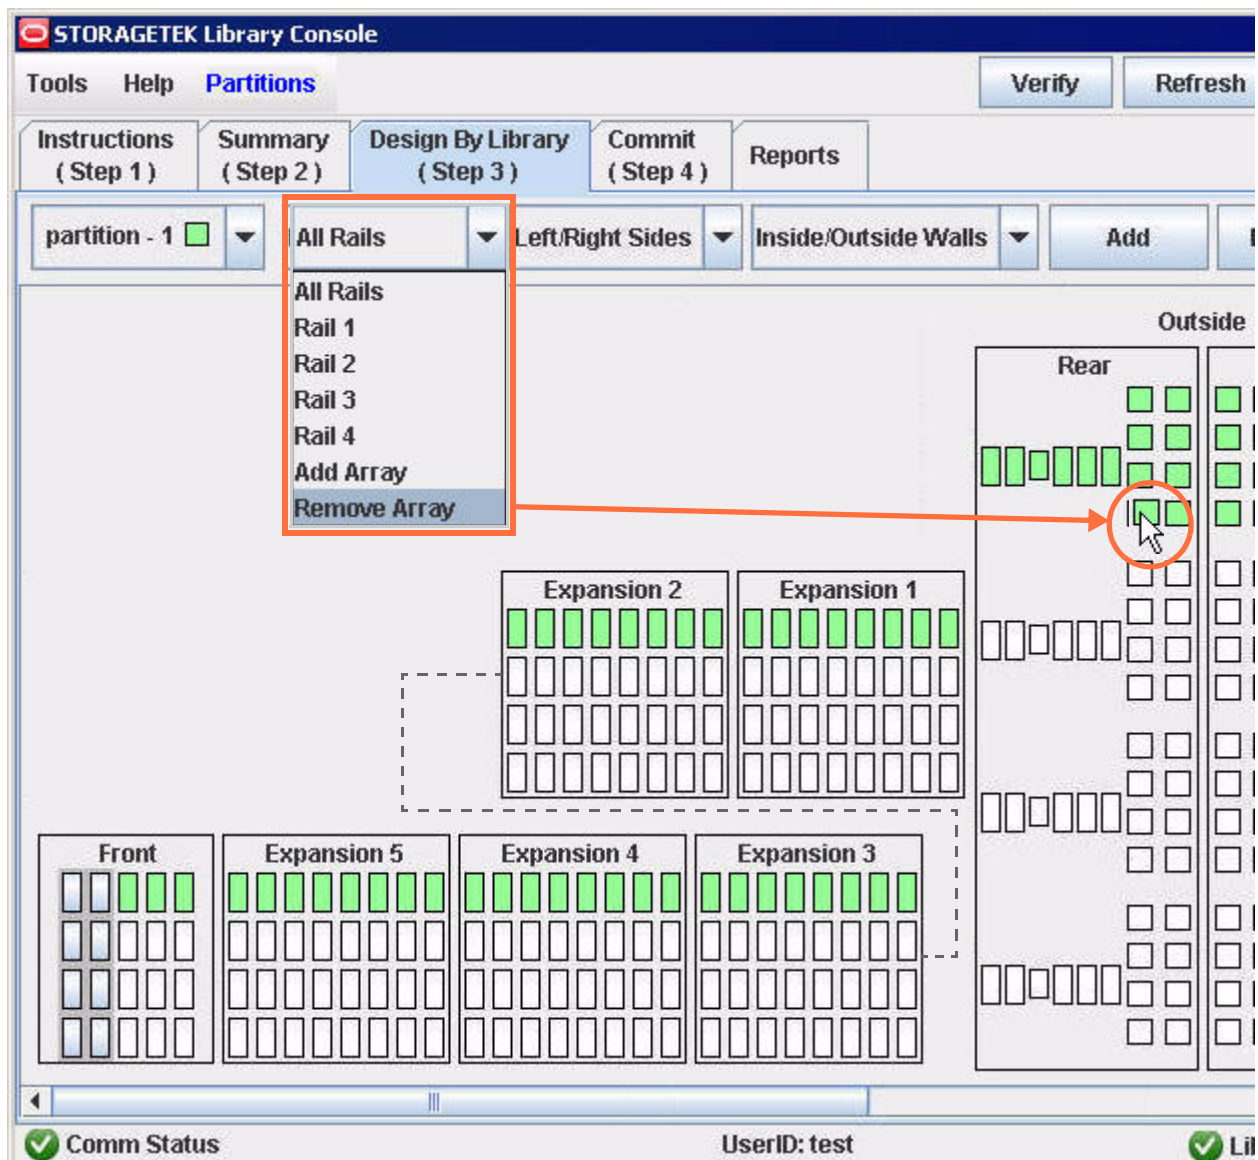 STORAGETEK Library Console
Tools Help Partitions Verify Refresh
Instructions Summary Design By Library Commit Reports
( Step 1 ) ( Step 2 ) ( Step 3 ) ( Step 4 )
partition - 1 All Rails Left/Right Sides Inside/Outside Walls Add
All Rails
Rail 1
Rail 2
Rail 3
Rail 4
Add Array
Remove Array
Outside
Rear
Expansion 2 Expansion 1
Front Expansion 5 Expansion 4 Expansion 3
Comm Status UserID: test